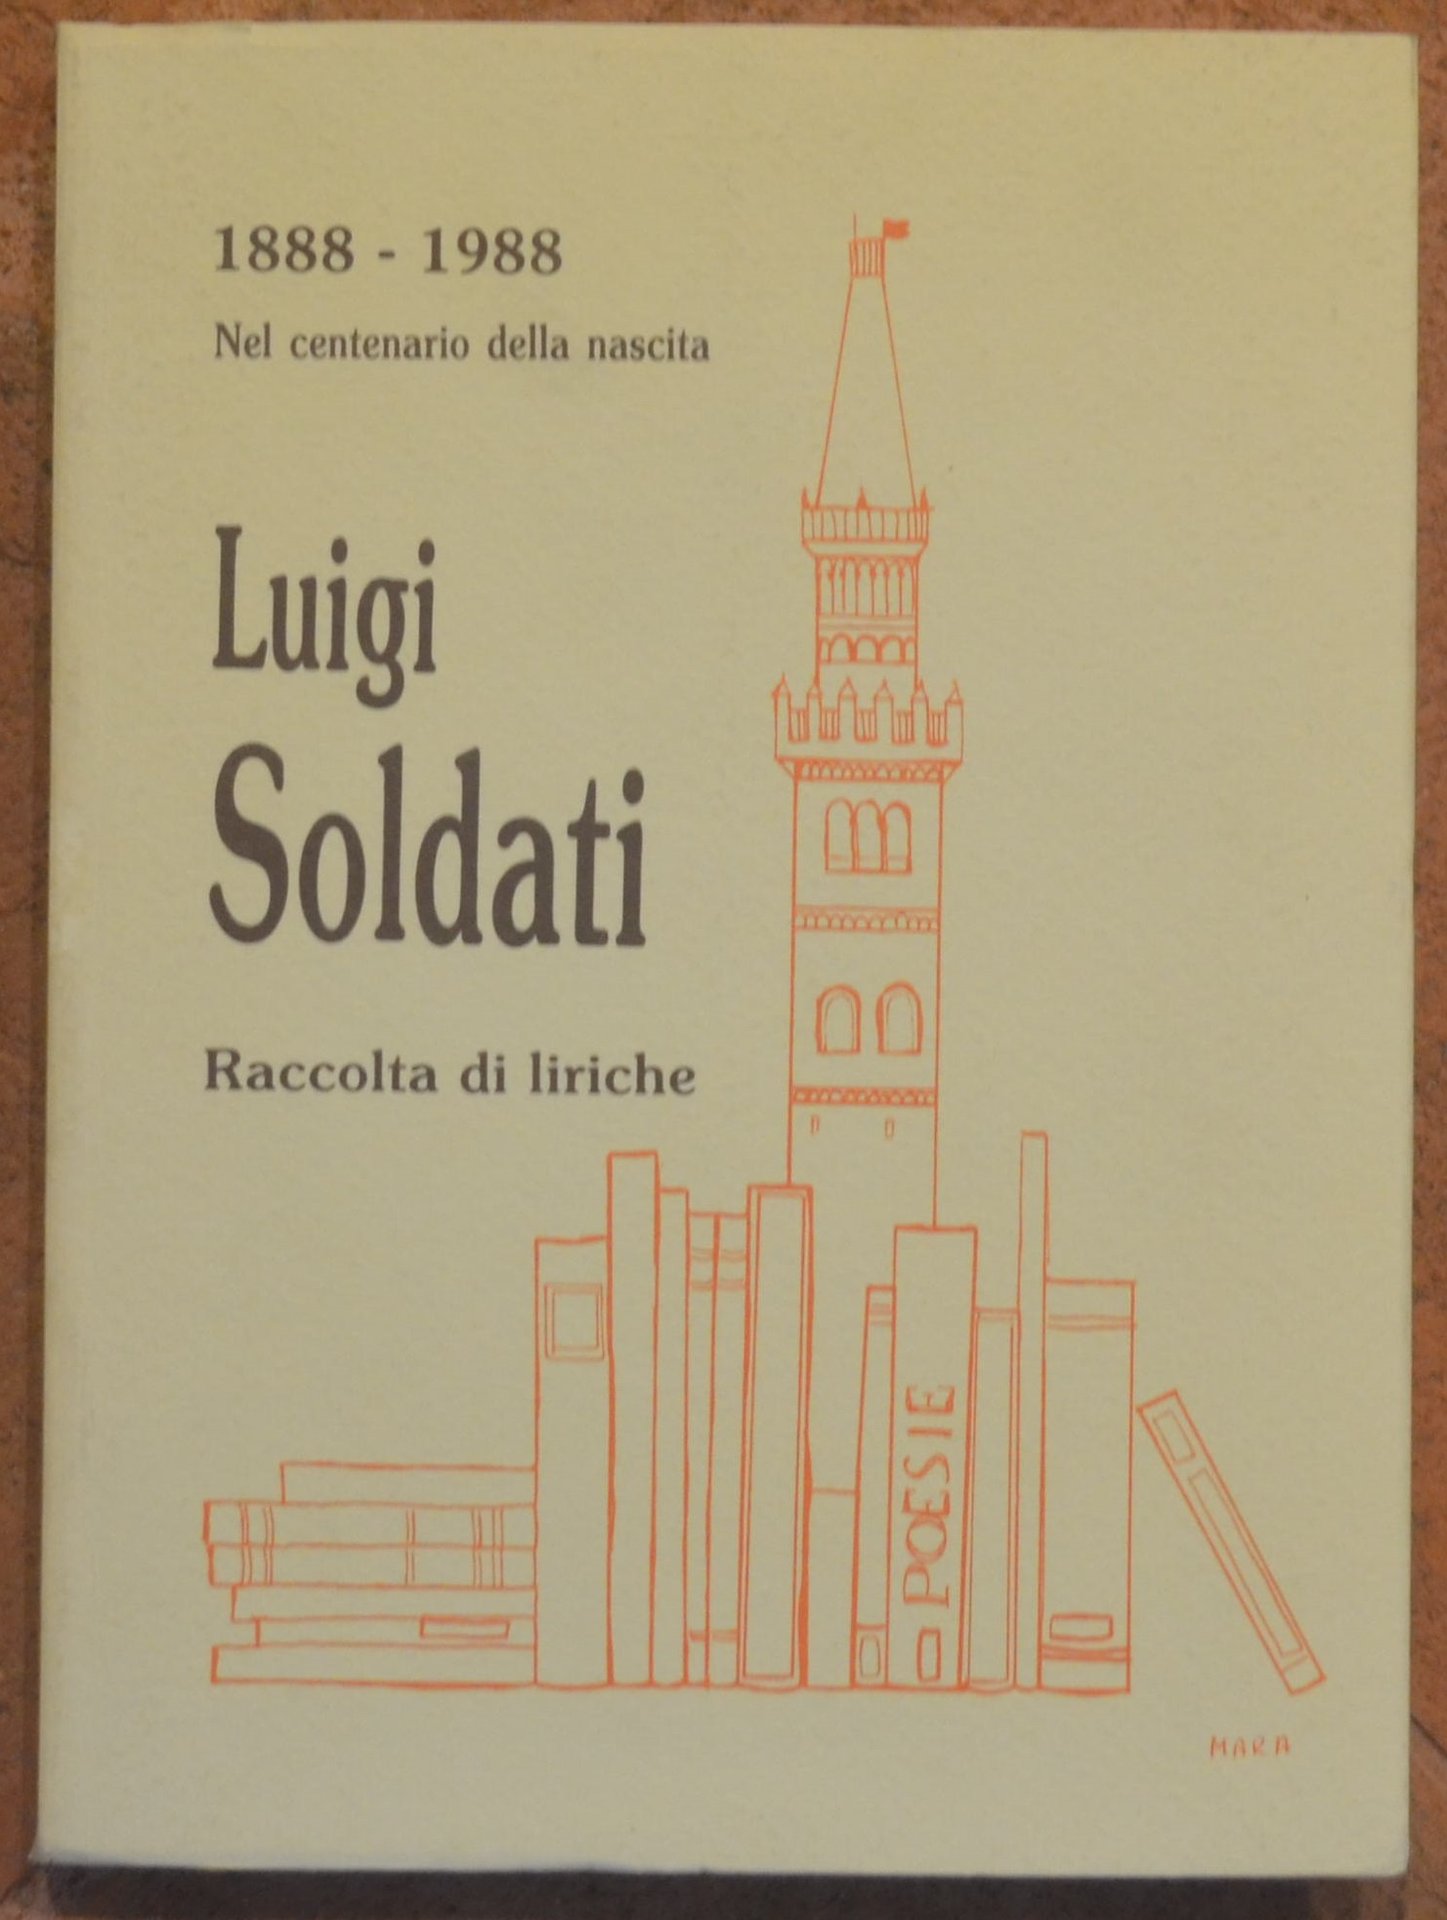 1888 - 1988
Nel centenario della nascita
Luigi
Soldati
Raccolta di liriche
POESIE
MARA